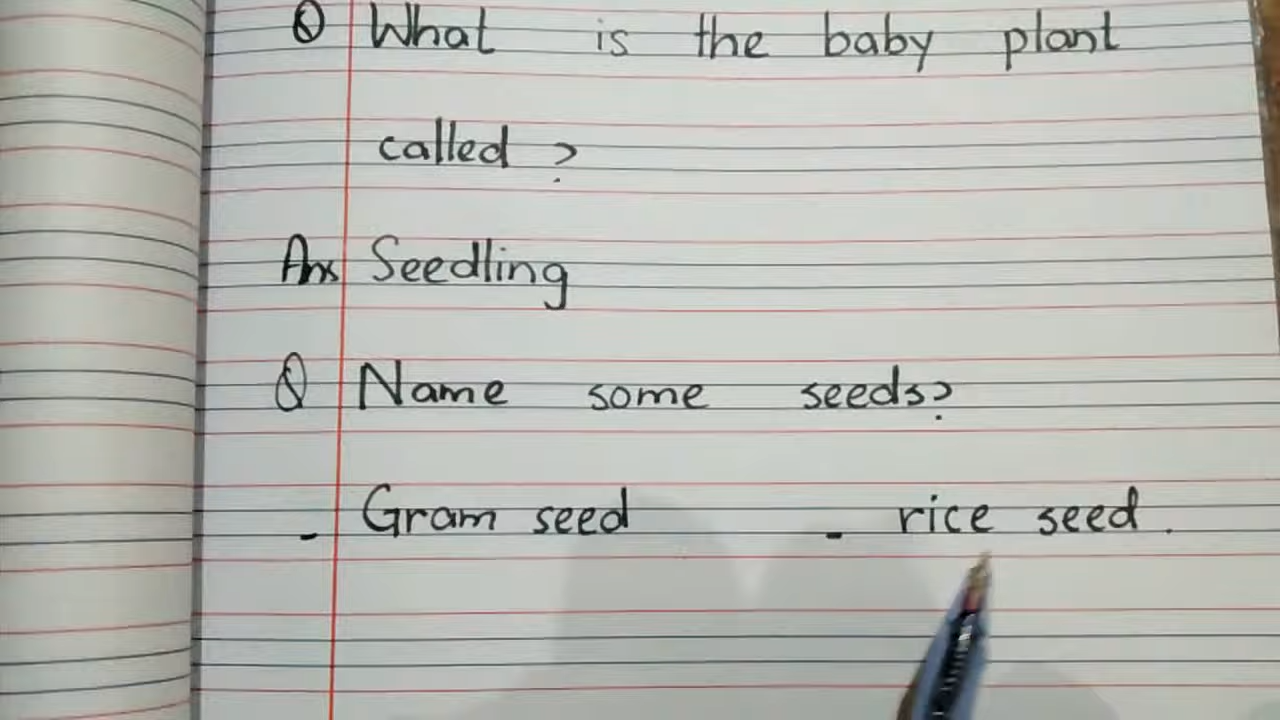 Q What is the baby plant
called ?
Ans Seedling
Q Name some seeds?
- Gram seed - rice seed.